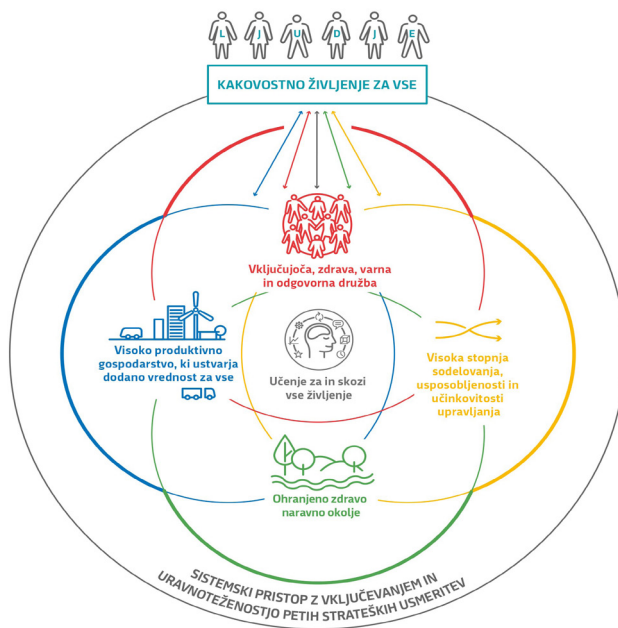 L J U D J E
KAKOVOSTNO ŽIVLJENJE ZA VSE
Vključujoča, zdrava, varna
in odgovorna družba
Visoko produktivno
gospodarstvo, ki ustvarja
dodano vrednost za vse
Učenje za in skozi
vse življenje
Visoka stopnja
sodelovanja,
usposobljenosti in
učinkovitosti
upravljanja
Ohranjeno zdravo
naravno okolje
SISTEMSKI PRISTOP Z VKLJUČEVANJEM IN
URAVNOTEŽENOSTJO PETIH STRATEŠKIH USMERITEV